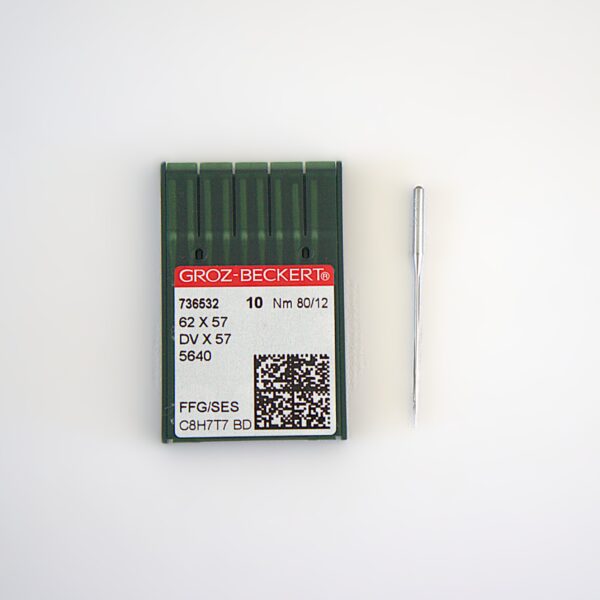 GROZ-BECKERT®
736532 10 Nm 80/12
62 X 57
DV X 57
5640
FFG/SES
C8H7T7 BD